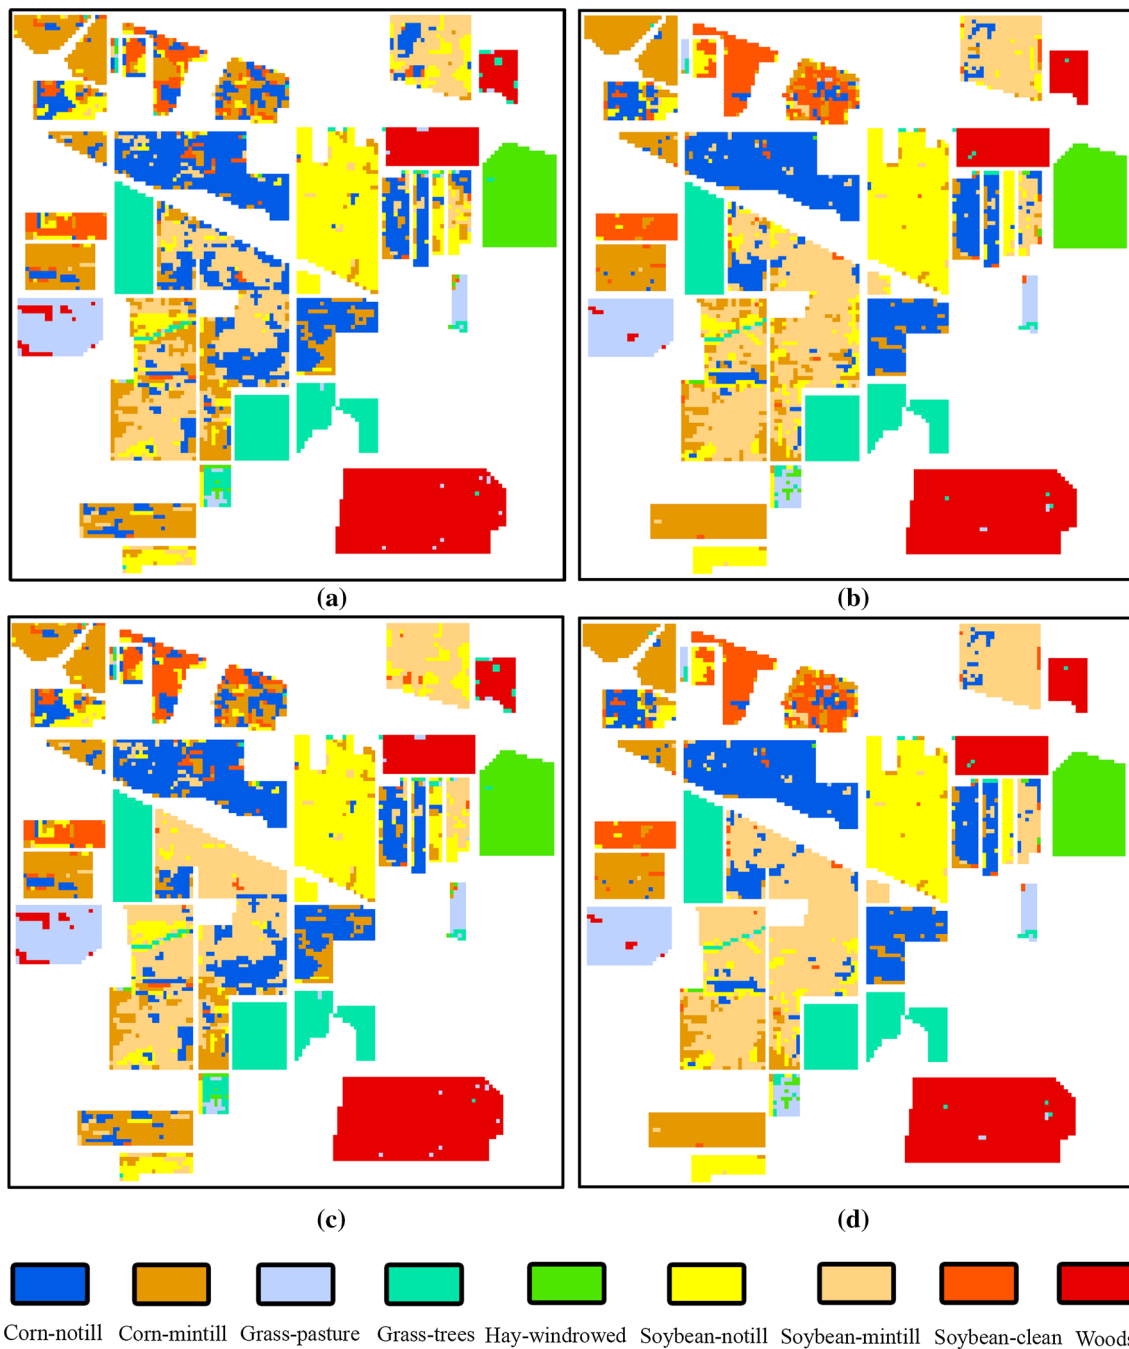 (a) (b)
(c) (d)
Corn-notill Corn-mintill Grass-pasture Grass-trees Hay-windrowed Soybean-notill Soybean-mintill Soybean-clean Woods